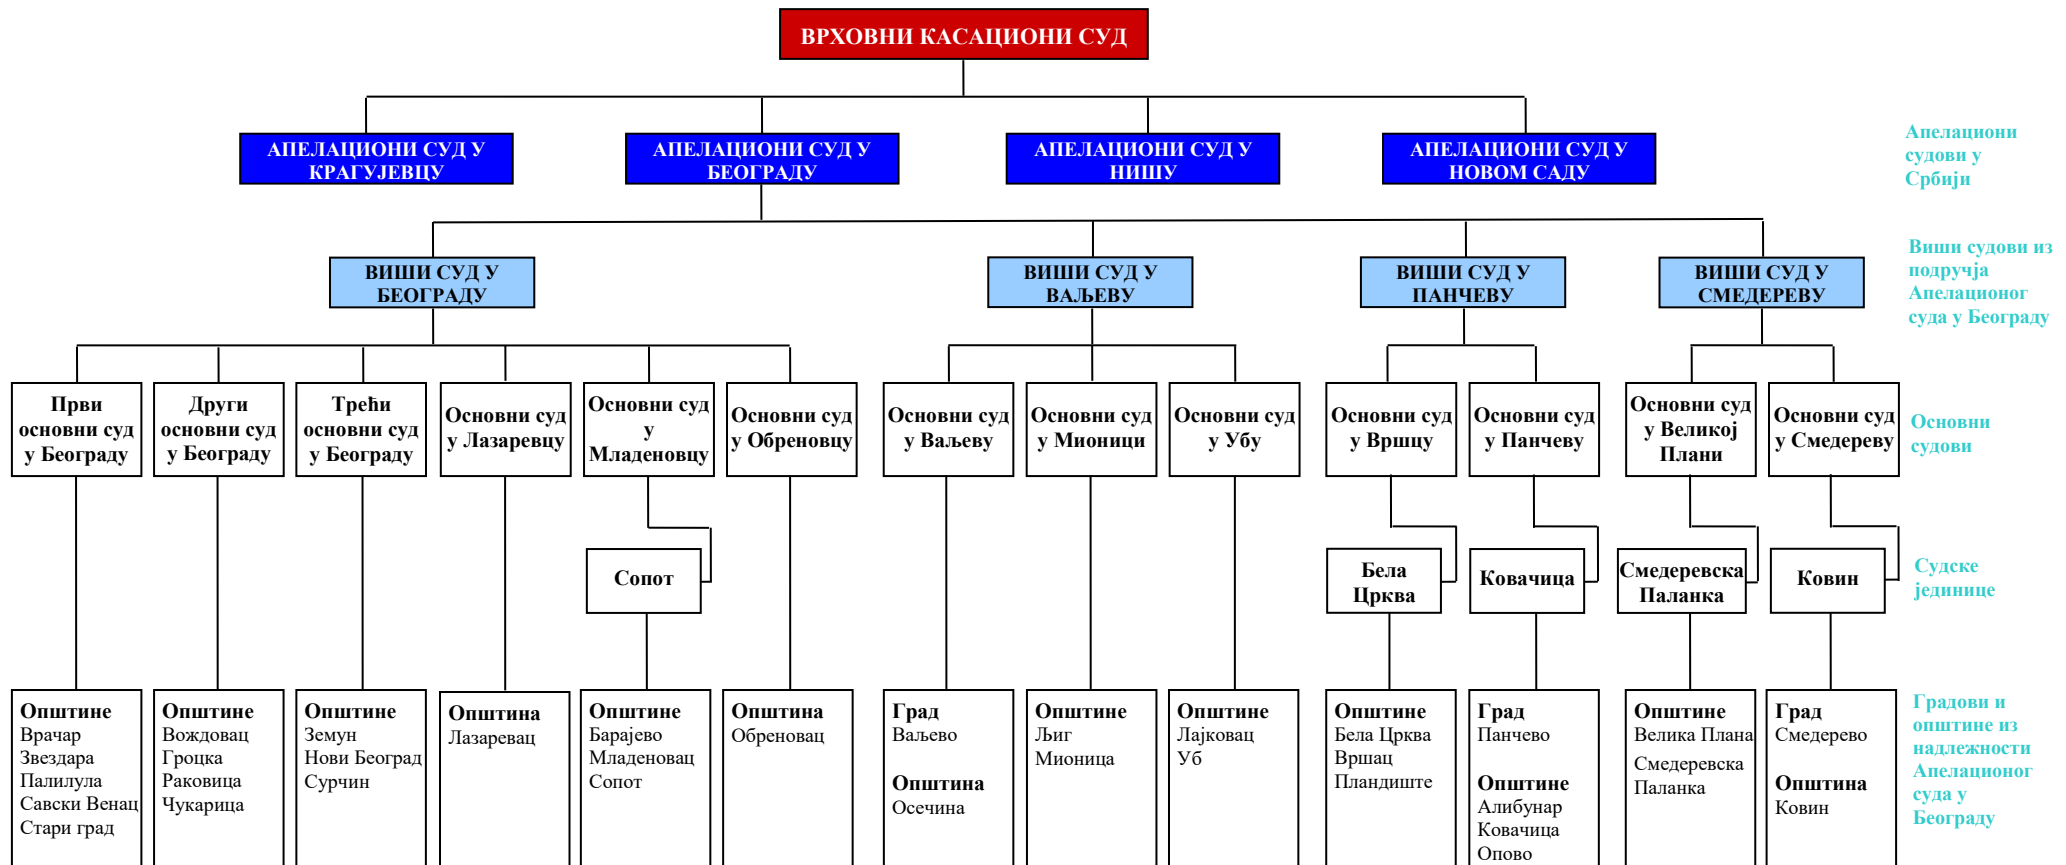 ВРХОВНИ КАСАЦИОНИ СУД
АПЕЛАЦИОНИ СУД У
КРАГУЈЕВЦУ
АПЕЛАЦИОНИ СУД У
БЕОГРАДУ
АПЕЛАЦИОНИ СУД У
НИШУ
АПЕЛАЦИОНИ СУД У
НОВОМ САДУ
Апелациони
судови у
Србији
ВИШИ СУД У
БЕОГРАДУ
ВИШИ СУД У
ВАЉЕВУ
ВИШИ СУД У
ПАНЧЕВУ
ВИШИ СУД У
СМЕДЕРЕВУ
Виши судови из
подручја
Апелационог
суда у Београду
Први
основни суд
у Београду
Други
основни суд
у Београду
Трећи
основни суд
у Београду
Основни суд
у Лазаревцу
Основни суд
у
Младеновцу
Основни суд
у Обреновцу
Основни суд
у Ваљеву
Основни суд
у Мионици
Основни суд
у Убу
Основни суд
у Вршцу
Основни суд
у Панчеву
Основни суд
у Великој
Плани
Основни суд
у Смедереву
Основни
судови
Сопот
Бела
Црква
Ковачица
Смедеревска
Паланка
Ковин
Судске
јединице
Општине
Врачар
Звездара
Палилула
Савски Венац
Стари град
Општине
Вождовац
Гроцка
Раковица
Чукарица
Општине
Земун
Нови Београд
Сурчин
Општина
Лазаревац
Општине
Барајево
Младеновац
Сопот
Општина
Обреновац
Град
Ваљево
Општина
Осечина
Општине
Љиг
Мионица
Општине
Лајковац
Уб
Општине
Бела Црква
Вршац
Пландиште
Град
Панчево
Општине
Алибунар
Ковачица
Опово
Општине
Велика Плана
Смедеревска
Паланка
Град
Смедерево
Општина
Ковин
Градови и
општине из
надлежности
Апелационог
суда у
Београду